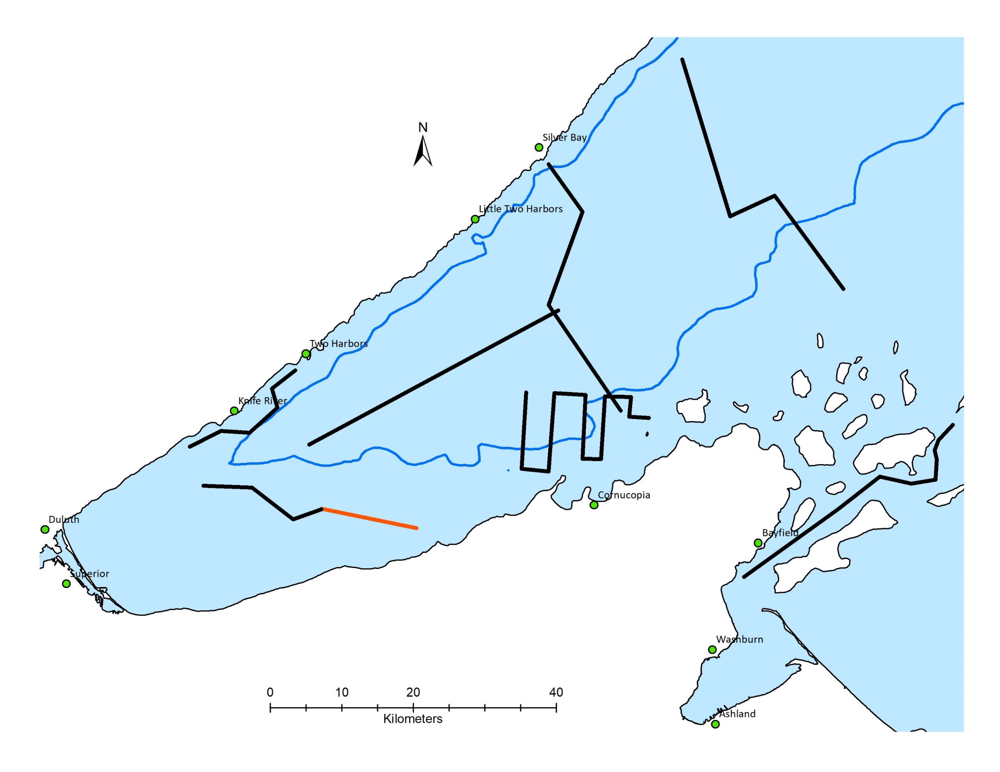 N
Silver Bay
Little Two Harbors
Two Harbors
Knife River
Cornucopia
Duluth
Bayfield
Superior
Washburn
0 10 20 40
Kilometers
Ashland